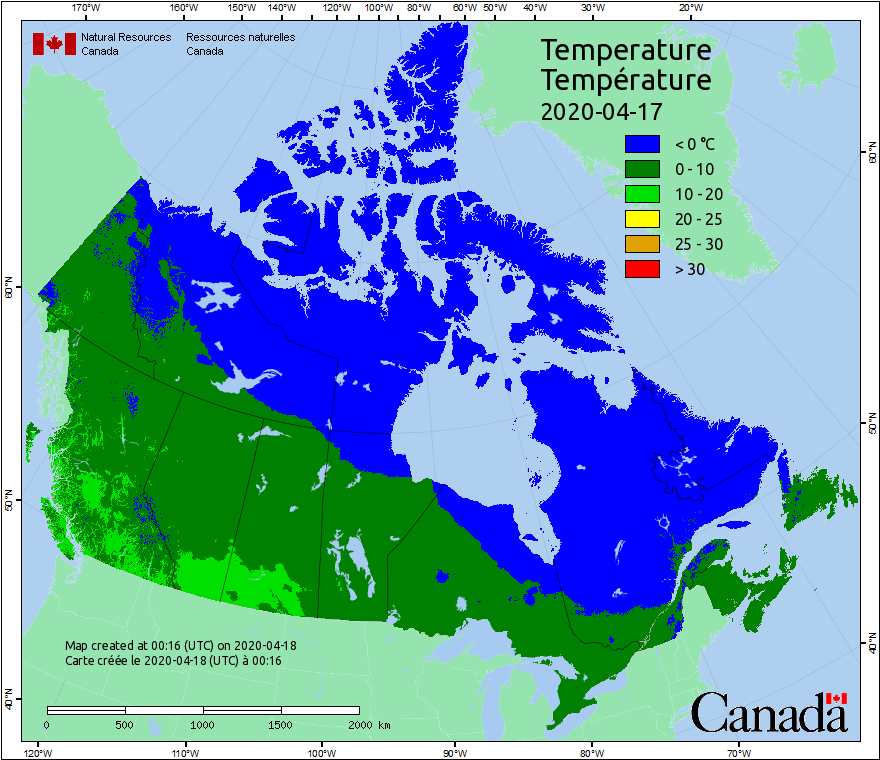 170°W 160°W 150°W 140°W 120°W 100°W 80°W 60°W 50°W 40°W 30°W 20°W
Natural Resources Ressources naturelles
Canada Canada
Temperature
Température
2020-04-17
< 0 °C
0 - 10
10 - 20
20 - 25
25 - 30
> 30
60°N 60°N
50°N 50°N
40°N 40°N
Map created at 00:16 (UTC) on 2020-04-18
Carte créée le 2020-04-18 (UTC) à 00:16
0 500 1000 1500 2000 km
Canada
120°W 110°W 100°W 90°W 80°W 70°W